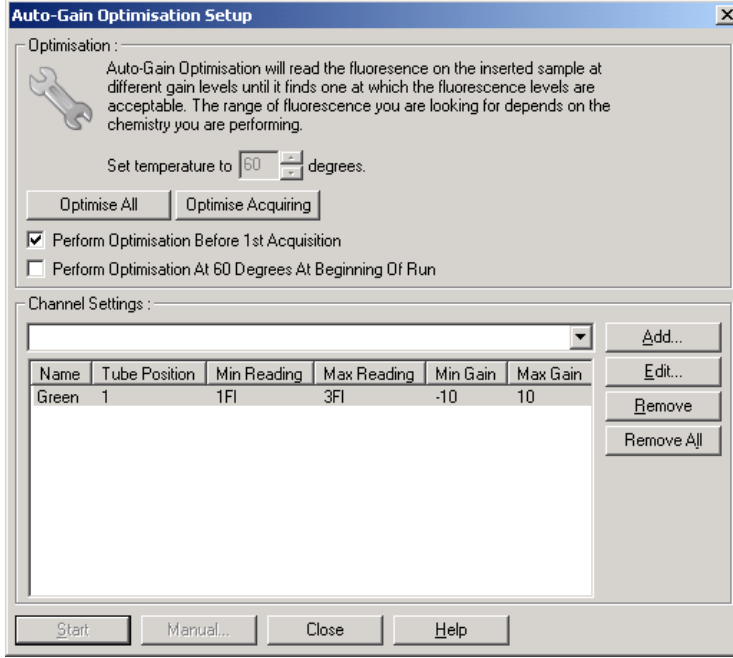 Auto-Gain Optimisation Setup
Optimisation :
Auto-Gain Optimisation will read the fluoresence on the inserted sample at
different gain levels until it finds one at which the fluorescence levels are
acceptable. The range of fluorescence you are looking for depends on the
chemistry you are performing.
Set temperature to 60 degrees.
Optimise All Optimise Acquiring
Perform Optimisation Before 1st Acquisition
Perform Optimisation At 60 Degrees At Beginning Of Run
Channel Settings :
Add...
Name Tube Position Min Reading Max Reading Min Gain Max Gain Edit...
Green 1 1Fl 3Fl -10 10
Remove
Remove All
Start Manual... Close Help